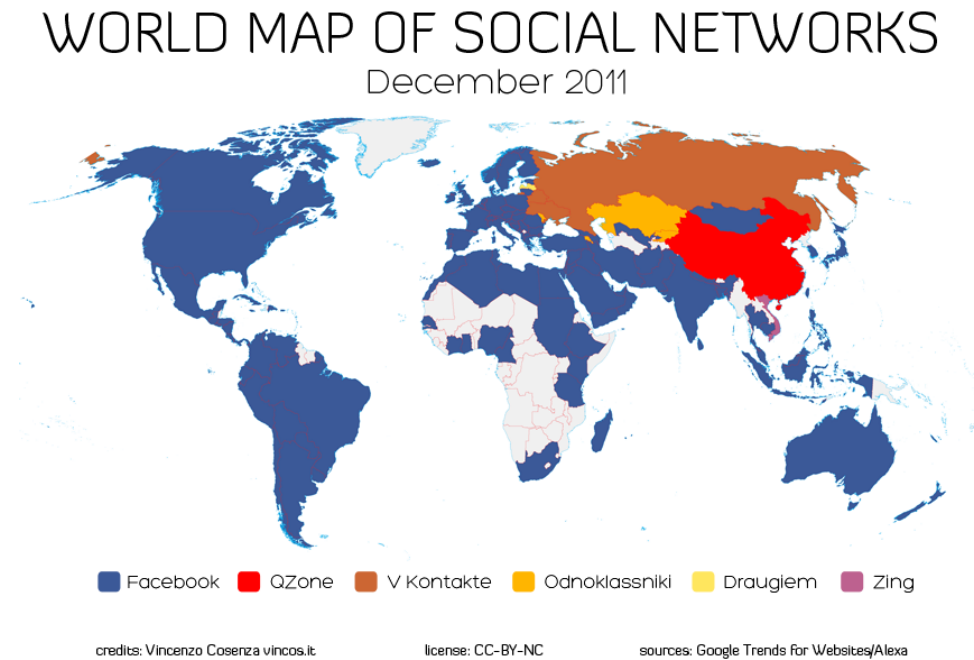 WORLD MAP OF SOCIAL NETWORKS
December 2011
Facebook QZone V Kontakte Odnoklassniki Draugiem Zing
credits: Vincenzo Cosenza vincos.it license: CC-BY-NC sources: Google Trends for Websites/Alexa